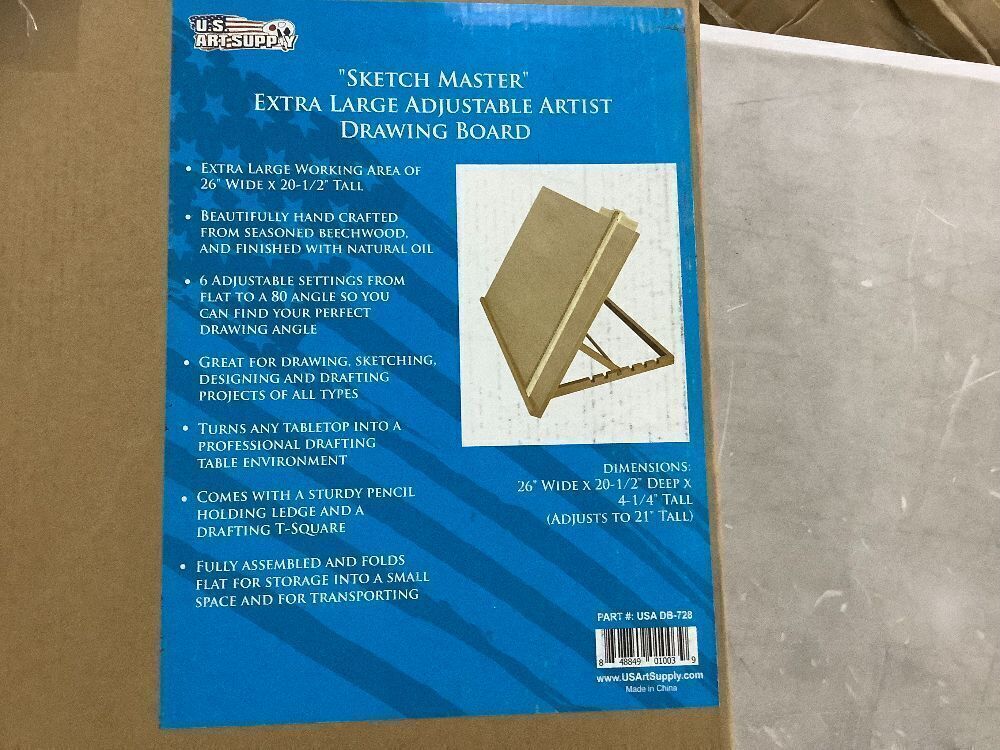 U.S.
ART SUPPLY
"Sketch Master"
Extra Large Adjustable Artist
Drawing Board
• Extra Large Working Area of
26" Wide x 20-1/2" Tall
• Beautifully hand crafted
from seasoned beechwood,
and finished with natural oil
• 6 Adjustable settings from
flat to a 80 angle so you
can find your perfect
drawing angle
• Great for drawing, sketching,
designing and drafting
projects of all types
• Turns any tabletop into a
professional drafting
table environment
• Comes with a sturdy pencil
holding ledge and a
drafting T-Square
• Fully assembled and folds
flat for storage into a small
space and for transporting
Dimensions:
26" Wide x 20-1/2" Deep x
4-1/4" Tall
(Adjusts to 21" Tall)
PART #: USA DB-728
8 48849 01003 9
www.USArtSupply.com
Made in China